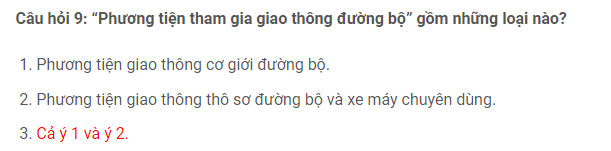 Câu hỏi 9: “Phương tiện tham gia giao thông đường bộ” gồm những loại nào?
1. Phương tiện giao thông cơ giới đường bộ.
2. Phương tiện giao thông thô sơ đường bộ và xe máy chuyên dùng.
3. Cả ý 1 và ý 2.